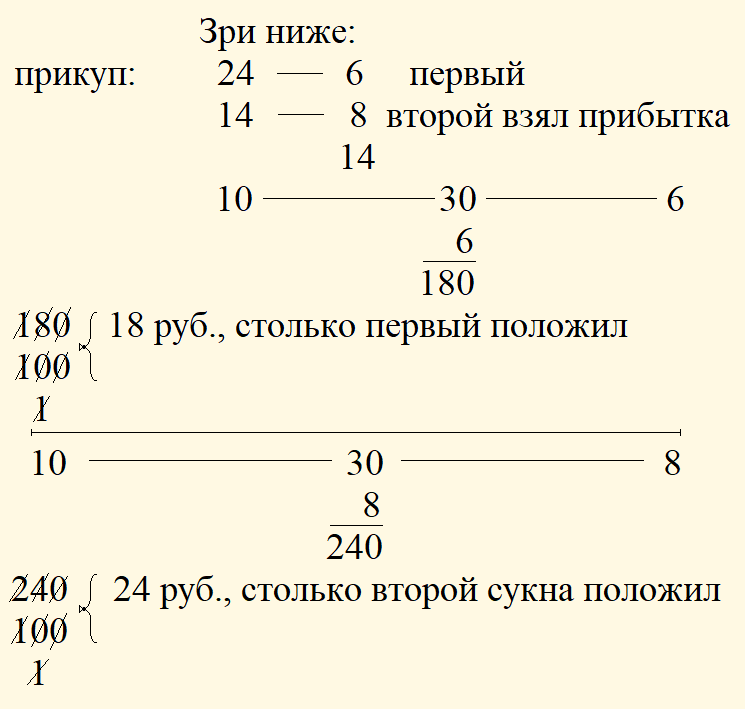 Зри ниже:
прикуп: 24 — 6 первый
14 — 8 второй взял прибытка
14
10 — 30 — 6
6
180
180 { 18 руб., столько первый положил
100
1
10 — 30 — 8
8
240
240 { 24 руб., столько второй сукна положил
100
1